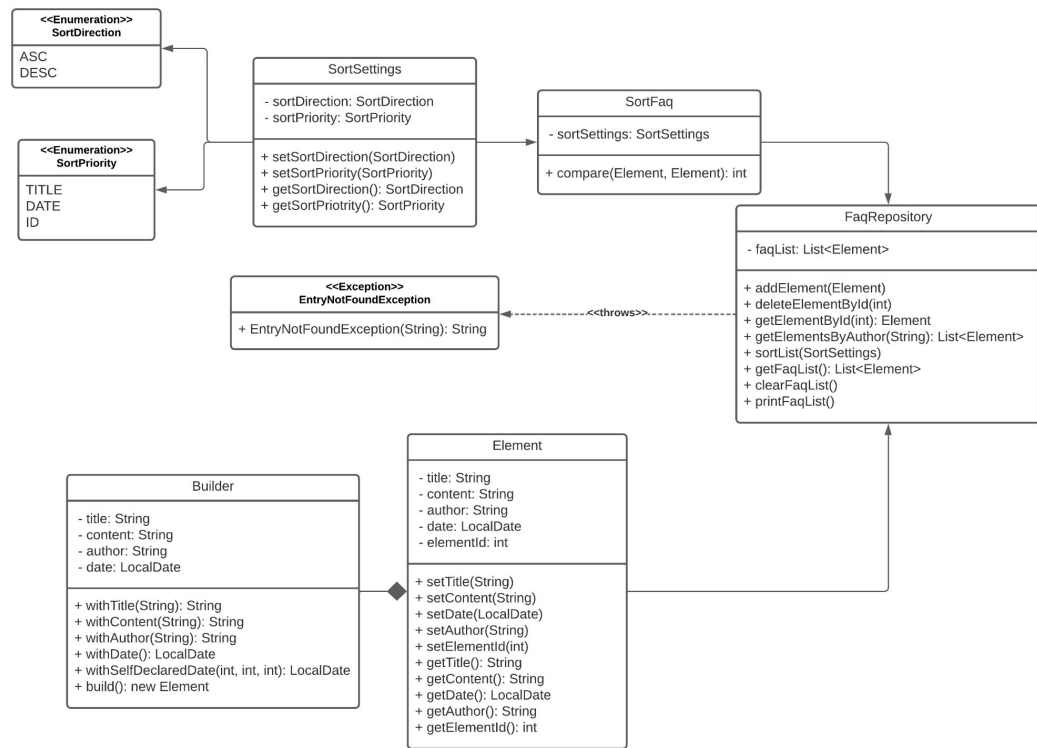 <<Enumeration>>
SortDirection
ASC
DESC
<<Enumeration>>
SortPriority
TITLE
DATE
ID
SortSettings
- sortDirection: SortDirection
- sortPriority: SortPriority
+ setSortDirection(SortDirection)
+ setSortPriority(SortPriority)
+ getSortDirection(): SortDirection
+ getSortPriotrity(): SortPriority
SortFaq
- sortSettings: SortSettings
+ compare(Element, Element): int
FaqRepository
- faqList: List<Element>
+ addElement(Element)
+ deleteElementById(int)
+ getElementById(int): Element
+ getElementsByAuthor(String): List<Element>
+ sortList(SortSettings)
+ getFaqList(): List<Element>
+ clearFaqList()
+ printFaqList()
<<Exception>>
EntryNotFoundException
+ EntryNotFoundException(String): String
<<throws>>
Builder
- title: String
- content: String
- author: String
- date: LocalDate
+ withTitle(String): String
+ withContent(String): String
+ withAuthor(String): String
+ withDate(): LocalDate
+ withSelfDeclaredDate(int, int, int): LocalDate
+ build(): new Element
Element
- title: String
- content: String
- author: String
- date: LocalDate
- elementId: int
+ setTitle(String)
+ setContent(String)
+ setDate(LocalDate)
+ setAuthor(String)
+ setElementId(int)
+ getTitle(): String
+ getContent(): String
+ getDate(): LocalDate
+ getAuthor(): String
+ getElementId(): int